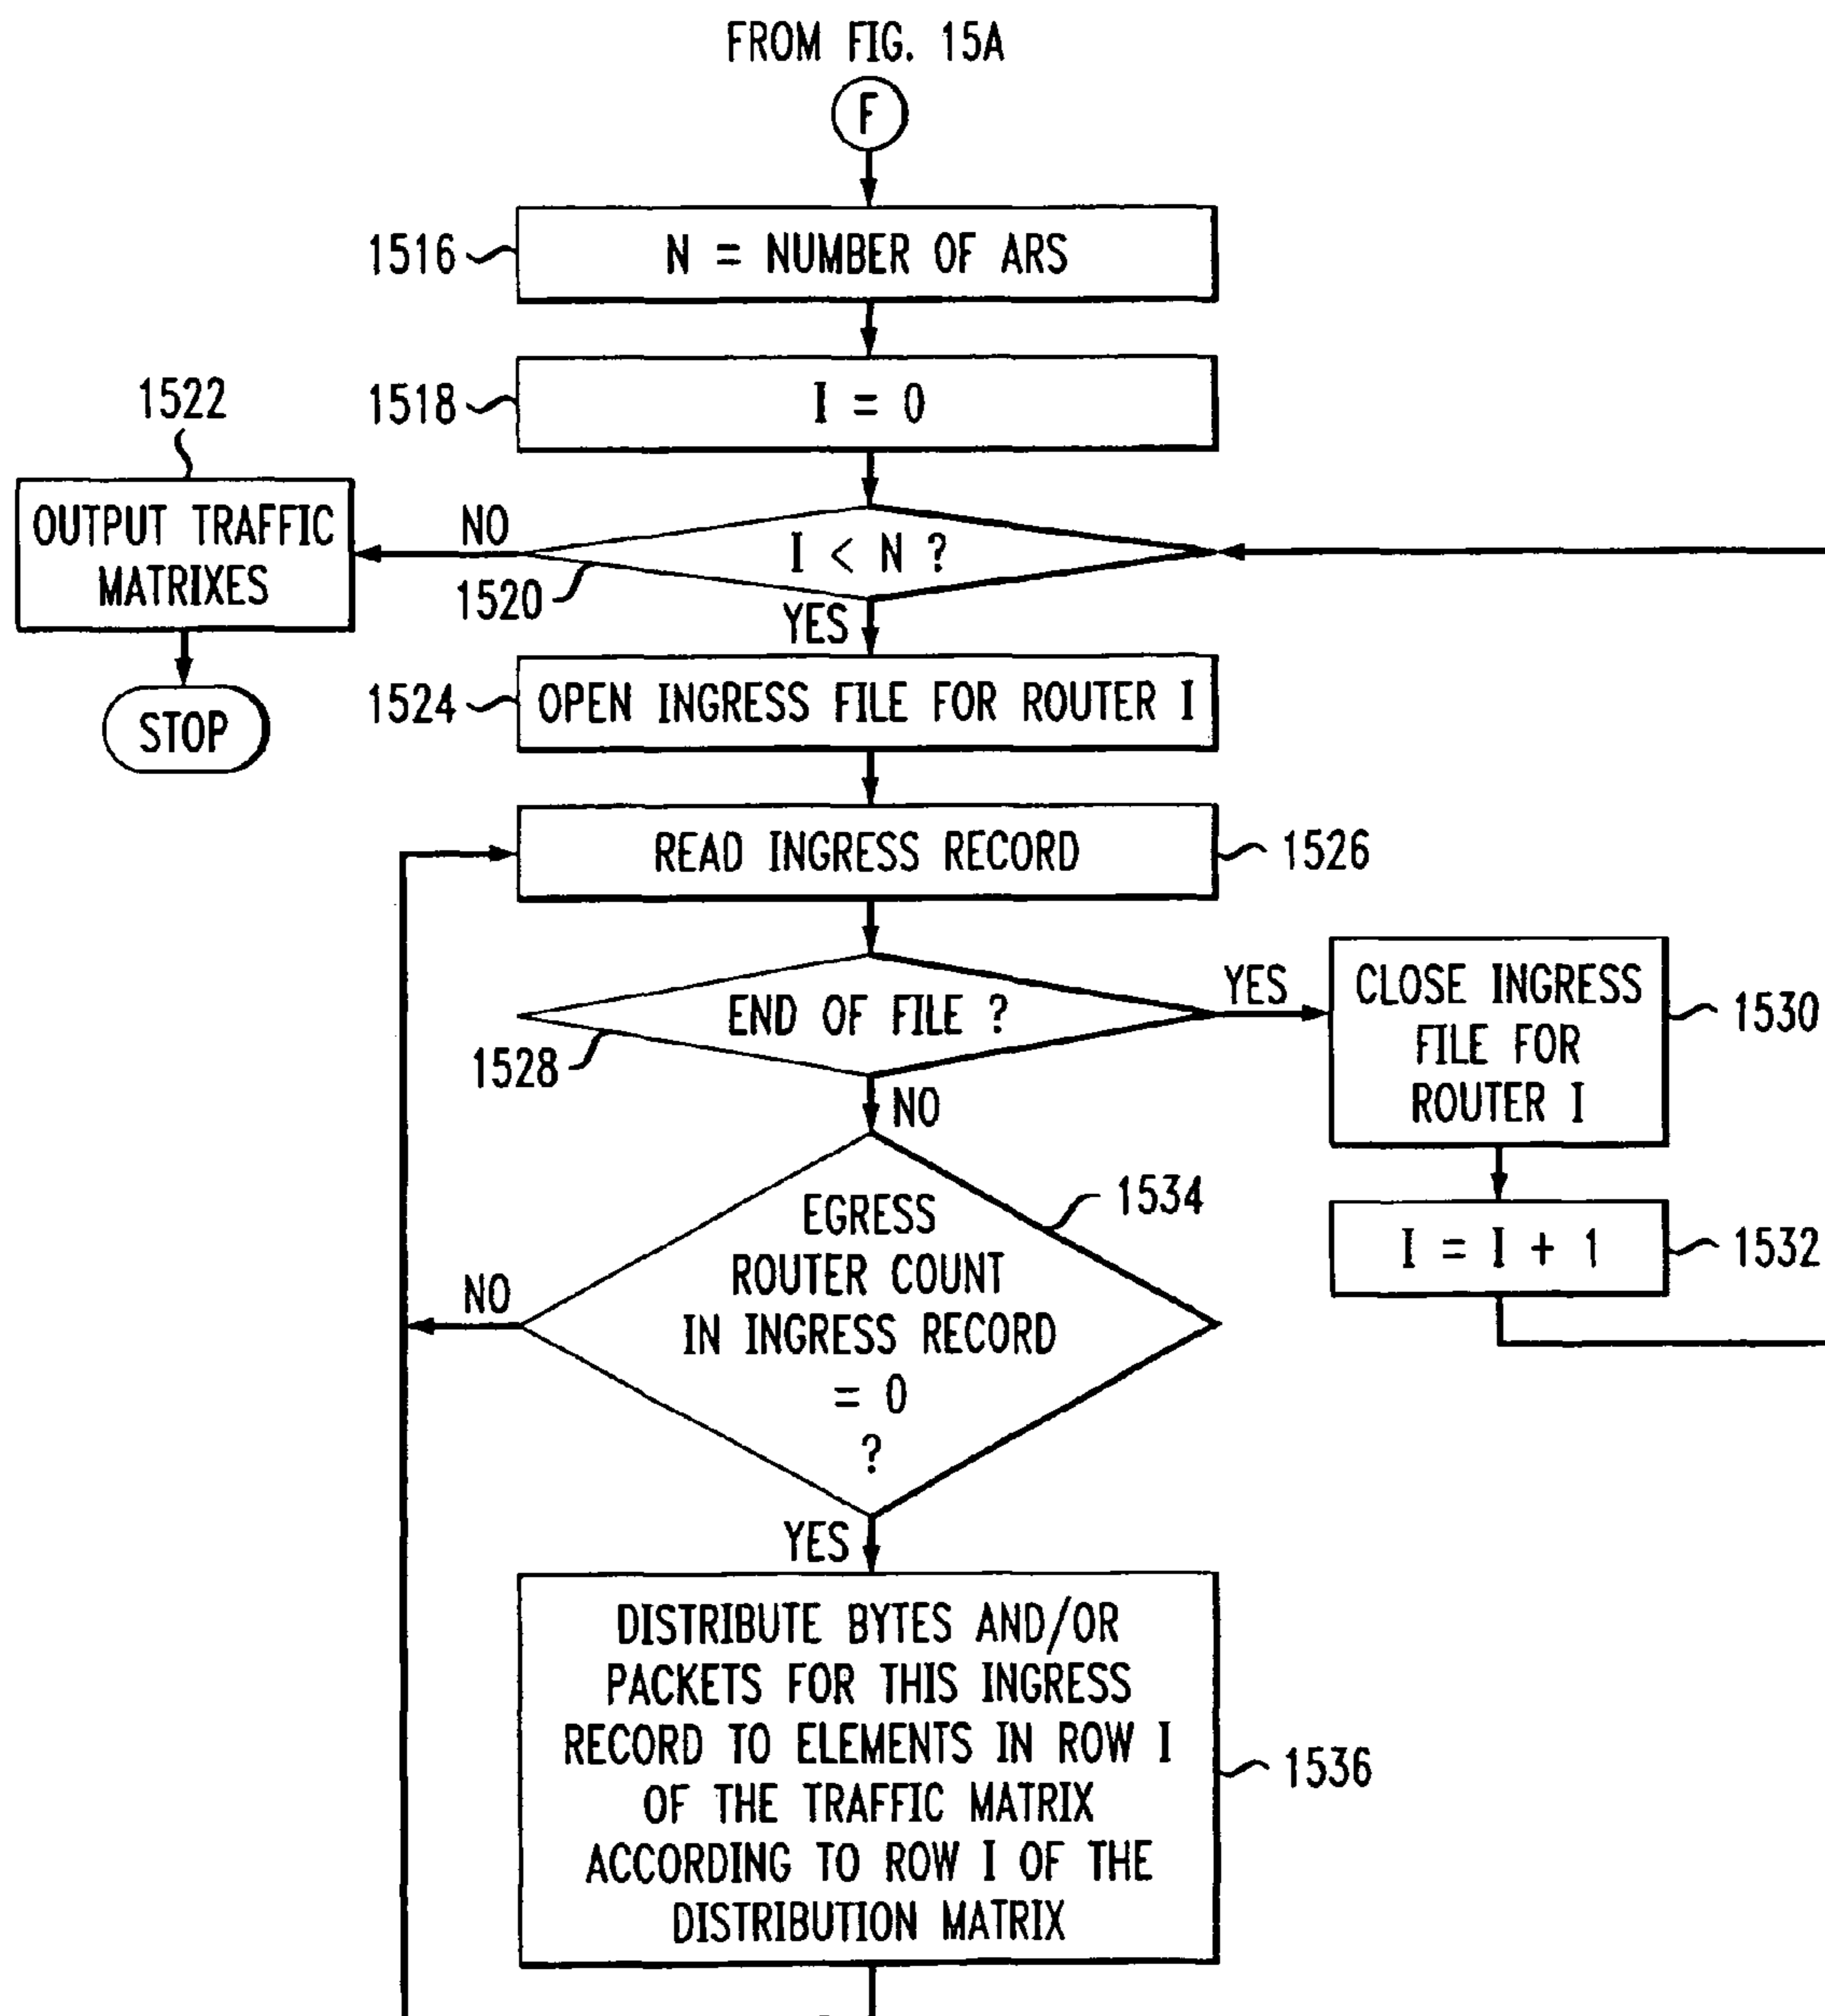 FROM FIG. 15A
F
1516
N = NUMBER OF ARS
1518
I = 0
1522
OUTPUT TRAFFIC
MATRIXES
STOP
NO
I < N ?
1520
YES
1524
OPEN INGRESS FILE FOR ROUTER I
READ INGRESS RECORD
1526
END OF FILE ?
1528
YES
CLOSE INGRESS
FILE FOR
ROUTER I
1530
I = I + 1
1532
NO
EGRESS
ROUTER COUNT
IN INGRESS RECORD
= 0
?
1534
NO
YES
DISTRIBUTE BYTES AND/OR
PACKETS FOR THIS INGRESS
RECORD TO ELEMENTS IN ROW I
OF THE TRAFFIC MATRIX
ACCORDING TO ROW I OF THE
DISTRIBUTION MATRIX
1536